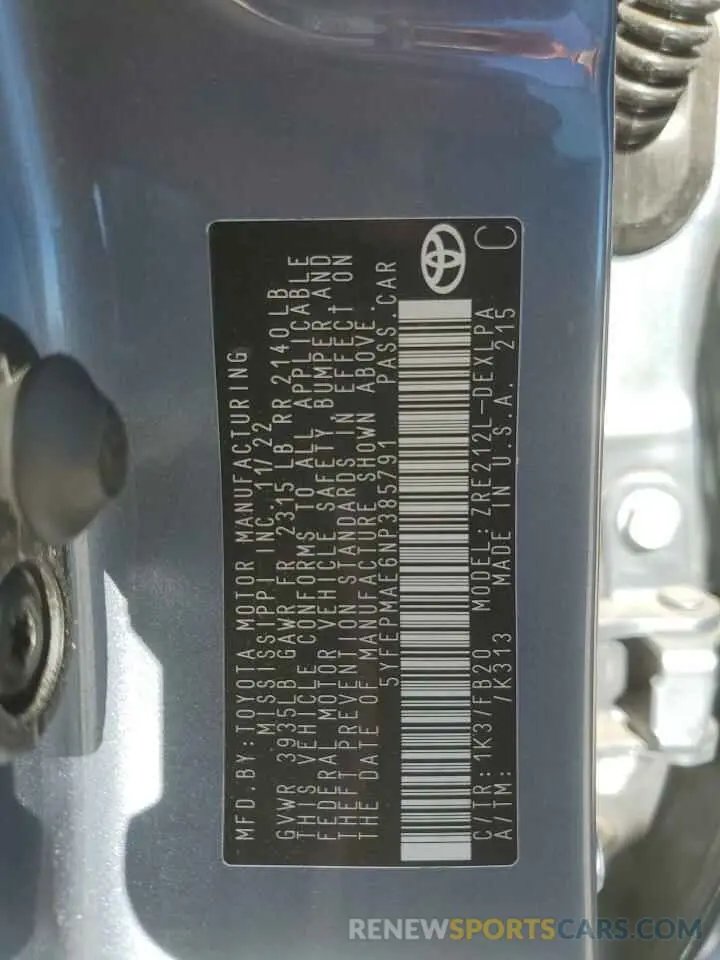 MFD.BY:TOYOTA MOTOR MANUFACTURING
MISSISSIPPI INC.11/22
GVWR 3935LB GAWR FR 2315 LB RR 2140 LB
THIS VEHICLE CONFORMS TO ALL APPLICABLE
FEDERAL MOTOR VEHICLE SAFETY, BUMPER AND
THEFT PREVENTION STANDARDS IN EFFECT ON
THE DATE OF MANUFACTURE SHOWN ABOVE.
5YFEPMAE6NP385791 PASS.CAR
C/TR: 1K3/FB20 MODEL: ZRE212L-DEXLPA
A/TM: /K313 MADE IN U.S.A. 215
C
RENEWSPORTSCARS.COM